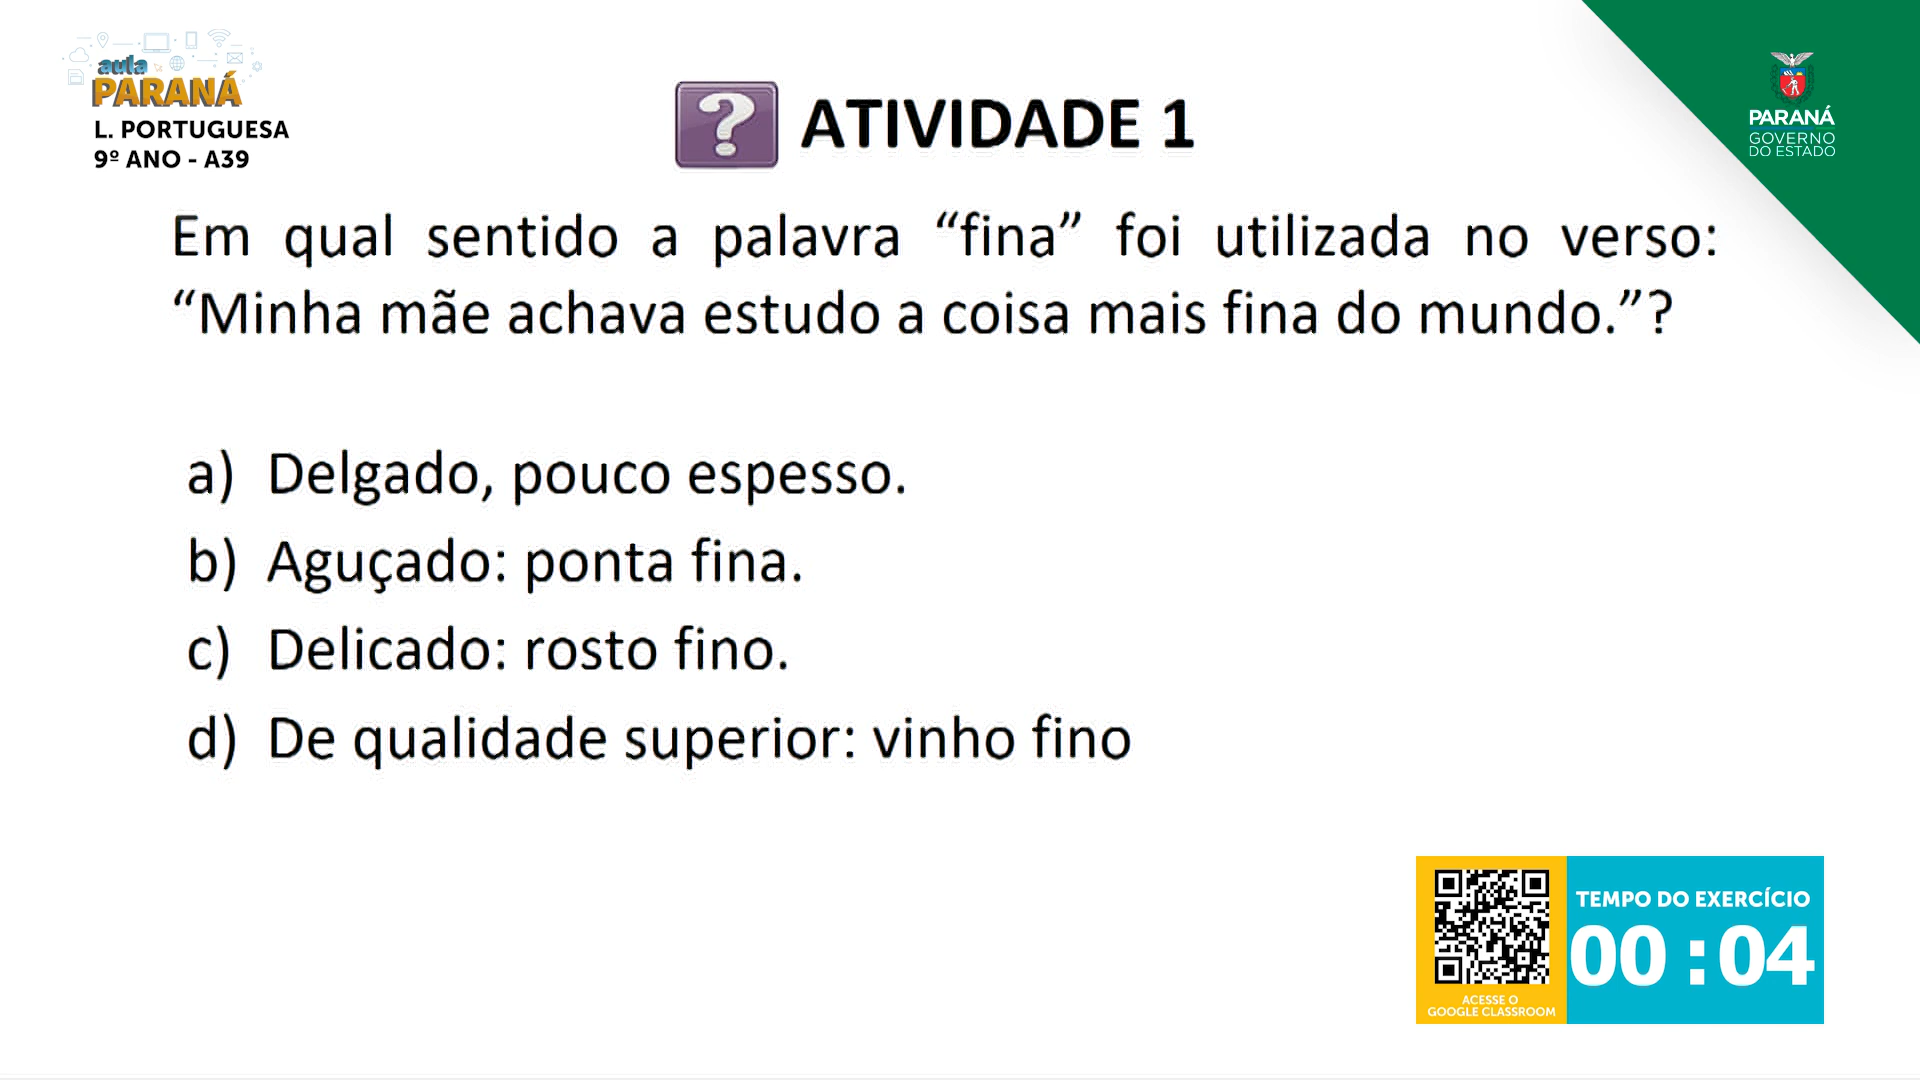 aula
PARANÁ
L. PORTUGUESA
9º ANO - A39
? ATIVIDADE 1
PARANÁ
GOVERNO
DO ESTADO
Em qual sentido a palavra “fina” foi utilizada no verso:
“Minha mãe achava estudo a coisa mais fina do mundo.”?
a) Delgado, pouco espesso.
b) Aguçado: ponta fina.
c) Delicado: rosto fino.
d) De qualidade superior: vinho fino
TEMPO DO EXERCÍCIO
00 : 04
ACESSE O
GOOGLE CLASSROOM